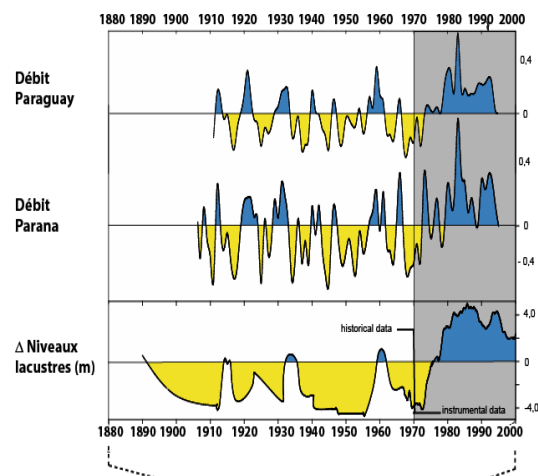 1880 1890 1900 1910 1920 1930 1940 1950 1960 1970 1980 1990 2000
Débit
Paraguay
0,4
0
Débit
Parana
0,4
0
- 0,4
Δ Niveaux
lacustres (m)
historical data
instrumental data
4
0
-4,0
1880 1890 1900 1910 1920 1930 1940 1950 1960 1970 1980 1990 2000